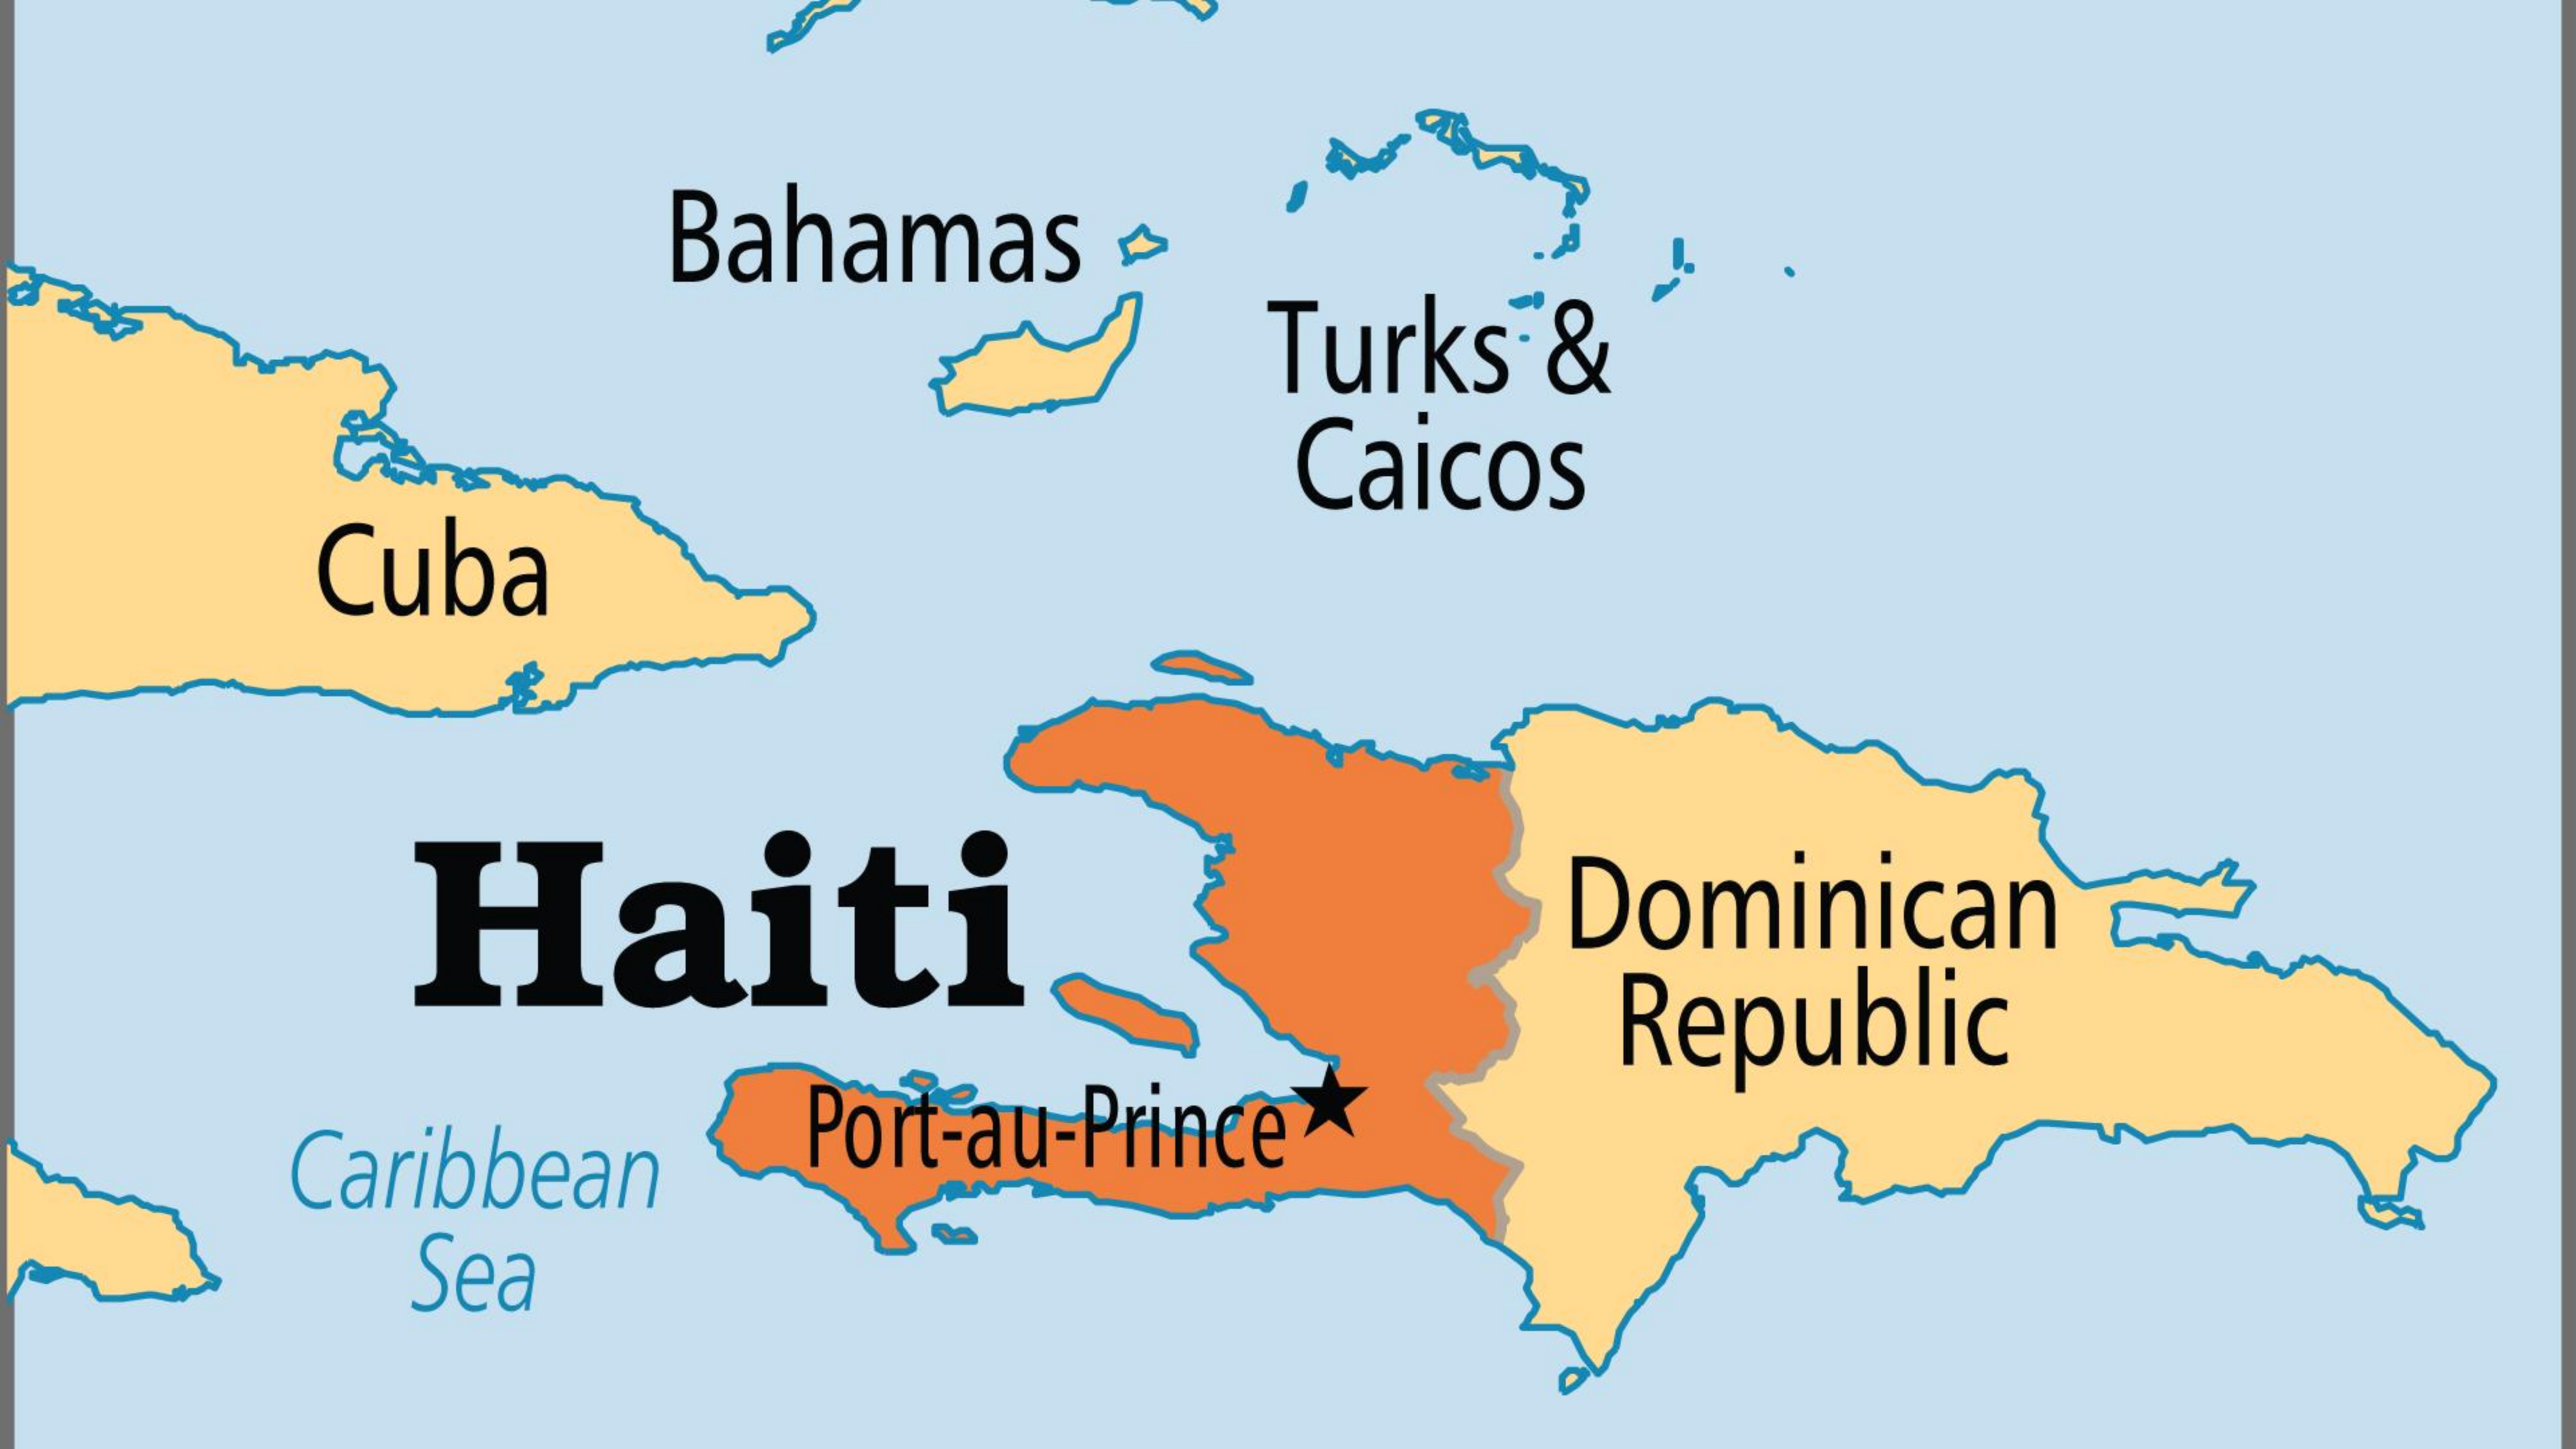 Bahamas
Turks &
Caicos
Cuba
Haiti
Dominican
Republic
Port-au-Prince
Caribbean
Sea